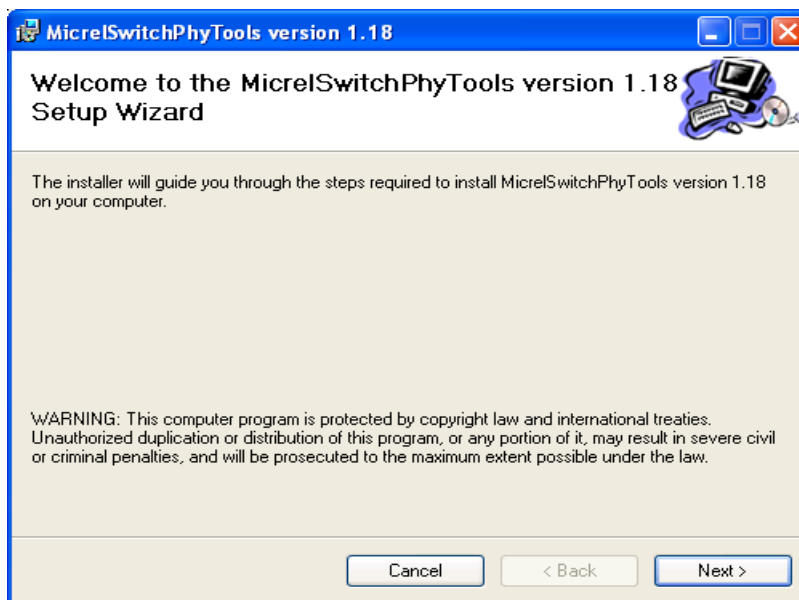 MicrelSwitchPhyTools version 1.18
Welcome to the MicrelSwitchPhyTools version 1.18
Setup Wizard
The installer will guide you through the steps required to install MicrelSwitchPhyTools version 1.18
on your computer.
WARNING: This computer program is protected by copyright law and international treaties.
Unauthorized duplication or distribution of this program, or any portion of it, may result in severe civil
or criminal penalties, and will be prosecuted to the maximum extent possible under the law.
Cancel
< Back
Next >